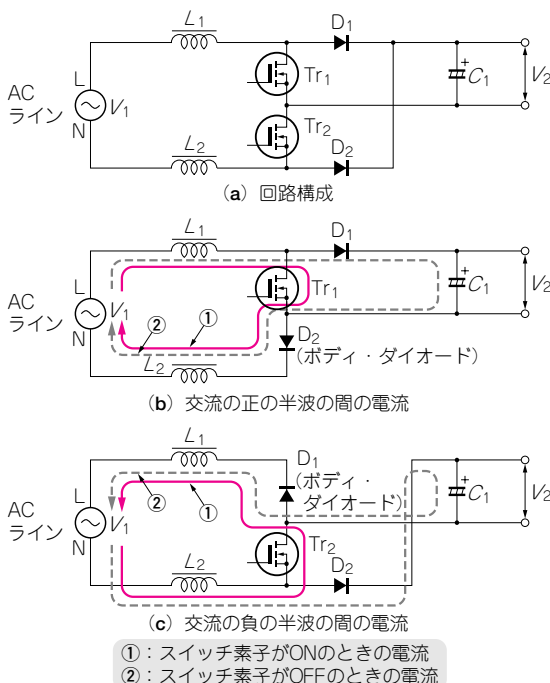 L1
D1
Tr1
AC
ライン
L
N
V1
Tr2
+
C1
V2
L2
D2
(a) 回路構成
L1
D1
Tr1
AC
ライン
L
N
V1
②
①
D2
(ボディ・ダイオード)
+
C1
V2
L2
(b) 交流の正の半波の間の電流
L1
D1
(ボディ・
ダイオード)
AC
ライン
L
N
V1
②
①
Tr2
+
C1
V2
L2
D2
(c) 交流の負の半波の間の電流
①：スイッチ素子がONのときの電流
②：スイッチ素子がOFFのときの電流